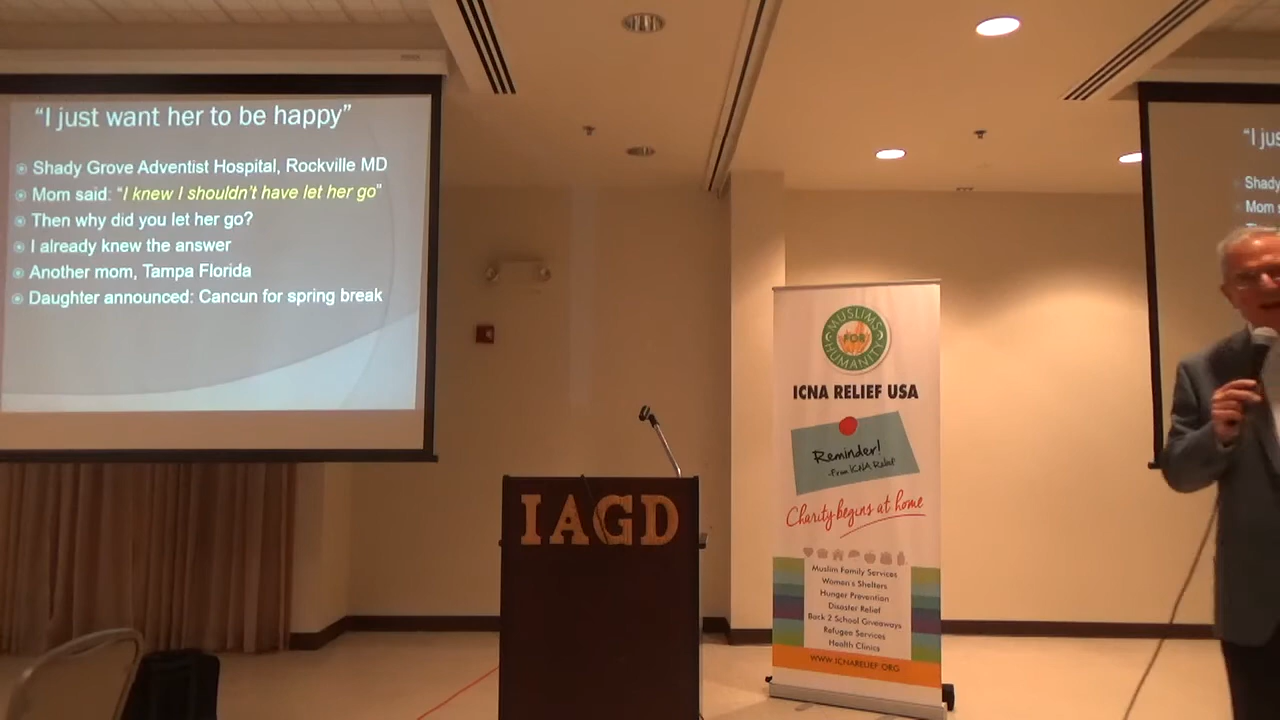 “I just want her to be happy”
Shady Grove Adventist Hospital, Rockville MD
Mom said: “I knew I shouldn’t have let her go”
Then why did you let her go?
I already knew the answer
Another mom, Tampa Florida
Daughter announced: Cancun for spring break
IAGD
MUSLIMS
FOR
HUMANITY
ICNA RELIEF USA
Reminder!
-From ICNA Relief
Charity begins at home
Muslim Family Services
Women's Shelters
Hunger Prevention
Disaster Relief
Back 2 School Giveaways
Refugee Services
Health Clinics
WWW.ICNARELIEF.ORG
“I jus
Shady
Mom s